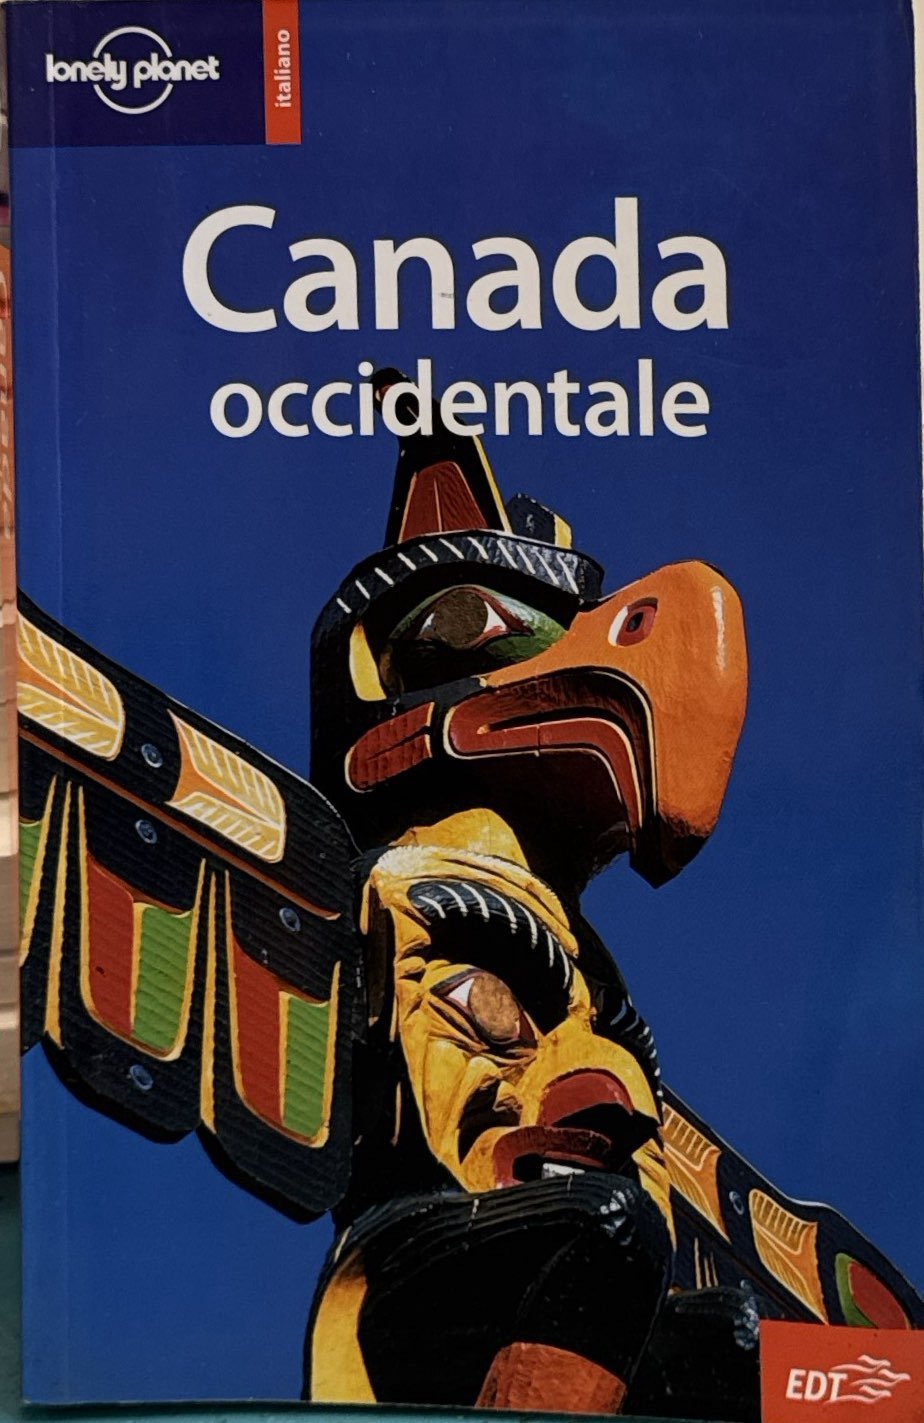 lonely planet
italiano
Canada
occidentale
EDT